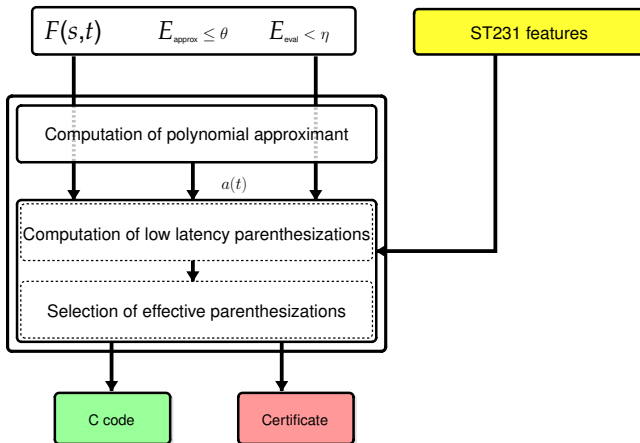 F(s,t) E_approx ≤ θ E_eval < η
ST231 features
Computation of polynomial approximant
a(t)
Computation of low latency parenthesizations
Selection of effective parenthesizations
C code
Certificate